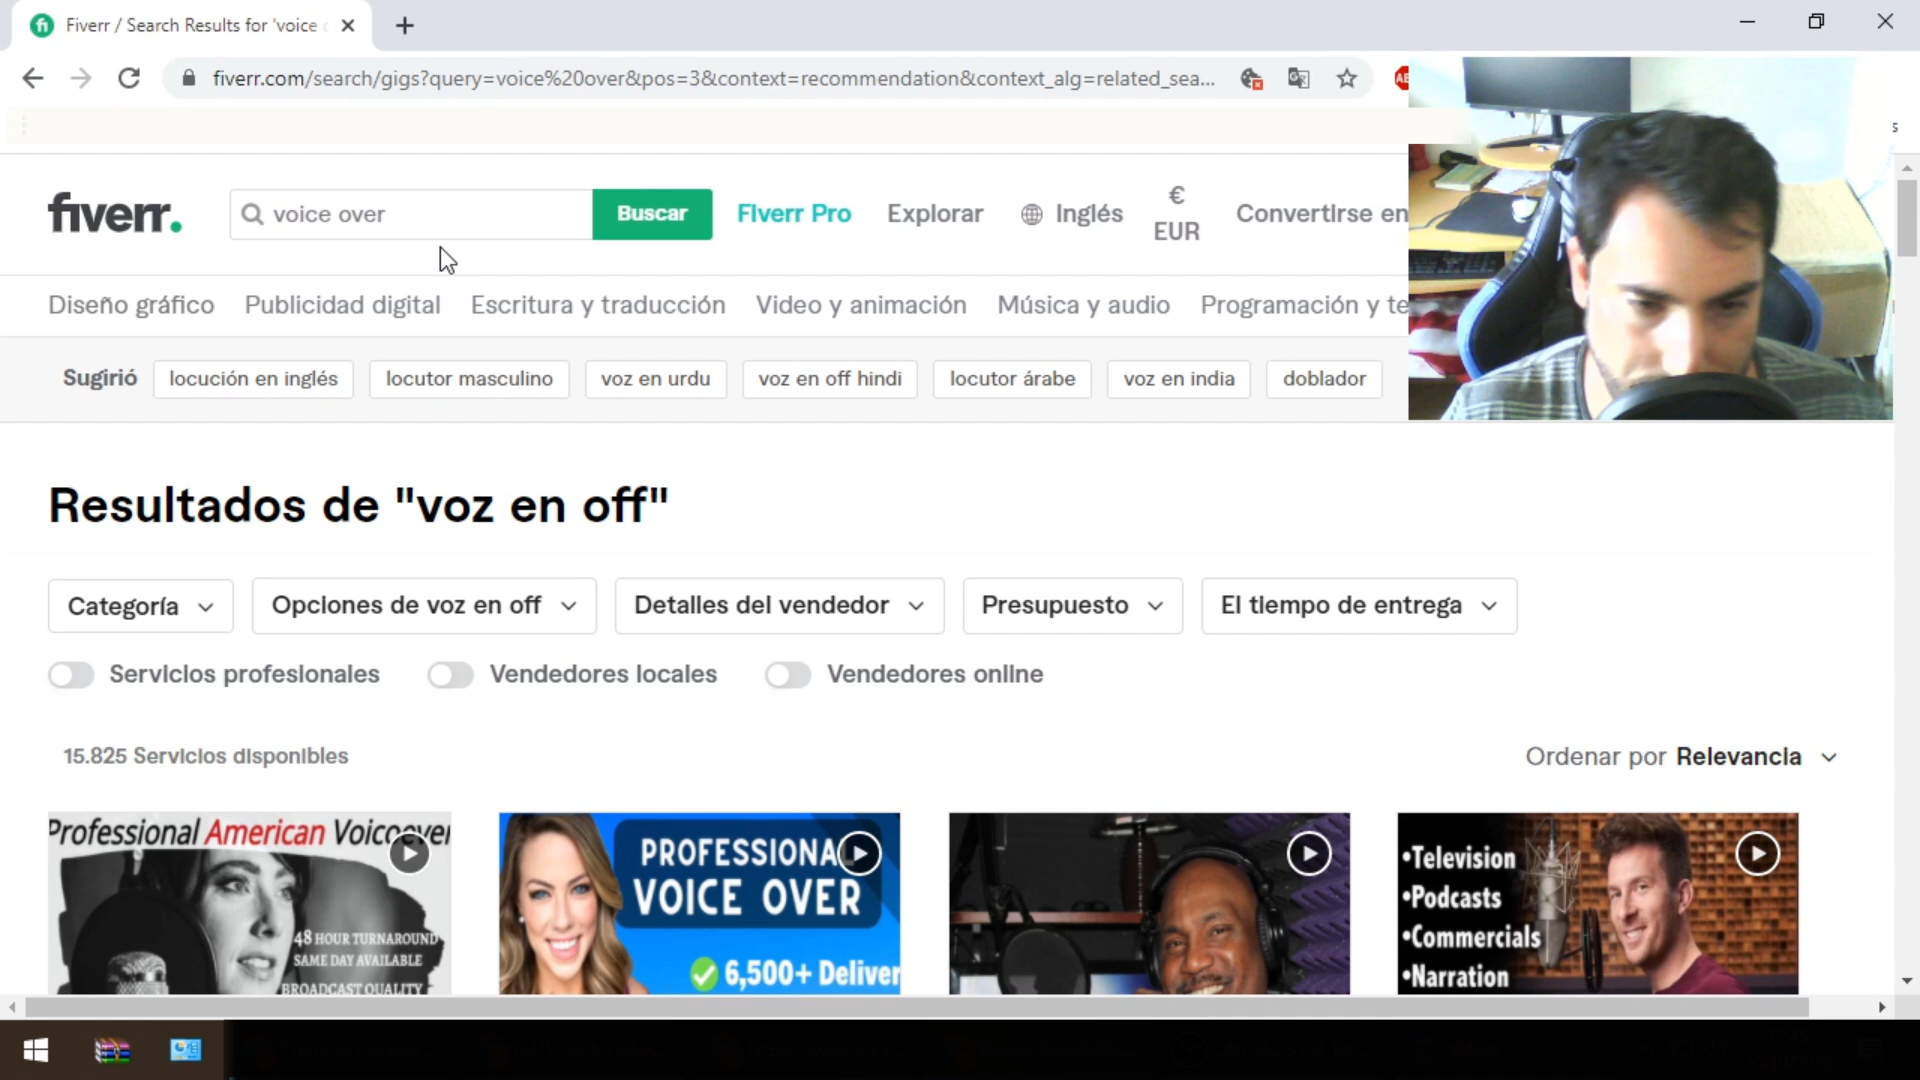 Fiverr / Search Results for 'voice
fiverr.com/search/gigs?query=voice%20over&pos=3&context=recommendation&context_alg=related_sea...
fiverr.
voice over
Buscar
Fiverr Pro
Explorar
Inglés
€
EUR
Convertirse en
Diseño gráfico
Publicidad digital
Escritura y traducción
Video y animación
Música y audio
Programación y te
Sugirió
locución en inglés
locutor masculino
voz en urdu
voz en off hindi
locutor árabe
voz en india
doblador
Resultados de "voz en off"
Categoría
Opciones de voz en off
Detalles del vendedor
Presupuesto
El tiempo de entrega
Servicios profesionales
Vendedores locales
Vendedores online
15.825 Servicios disponibles
Ordenar por Relevancia
Professional American Voiceover
48 HOUR TURNAROUND
SAME DAY AVAILABLE
BROADCAST QUALITY
PROFESSIONAL
VOICE OVER
6,500+ Deliver
•Television
•Podcasts
•Commercials
•Narration